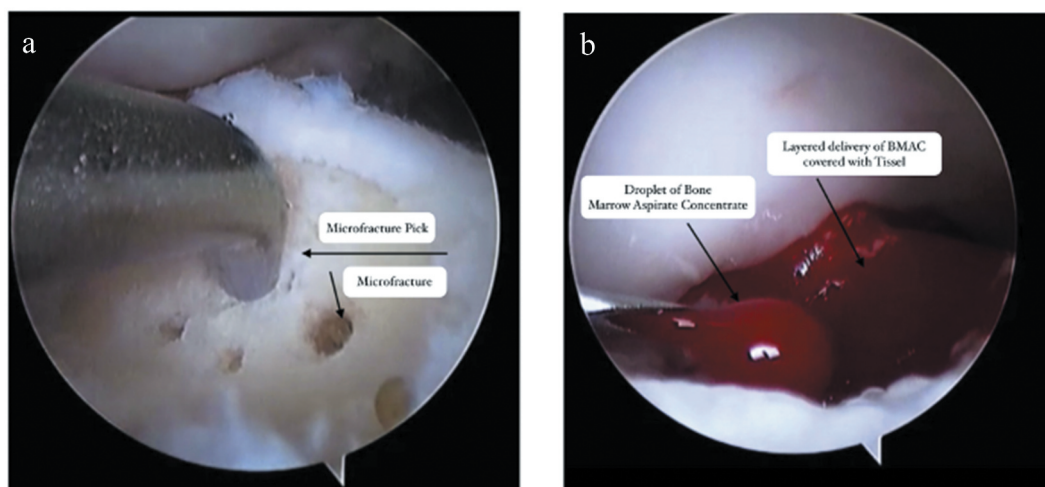 a
Microfracture Pick
Microfracture
b
Layered delivery of BMAC
covered with Tissel
Droplet of Bone
Marrow Aspirate Concentrate